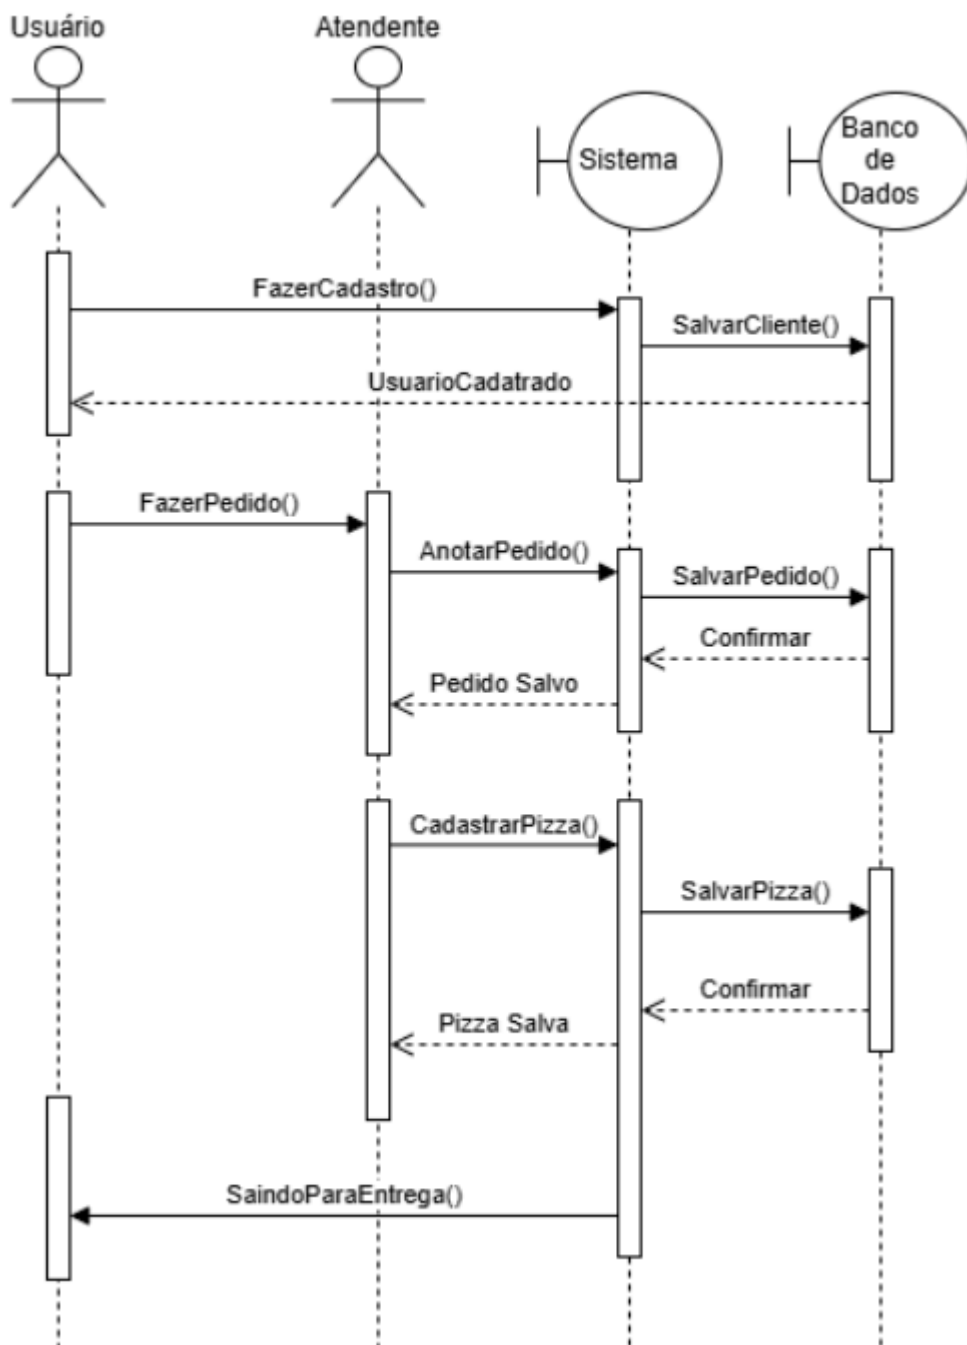 Usuário
Atendente
Sistema
Banco
de
Dados
FazerCadastro()
SalvarCliente()
UsuarioCadatrado
FazerPedido()
AnotarPedido()
SalvarPedido()
Confirmar
Pedido Salvo
CadastrarPizza()
SalvarPizza()
Confirmar
Pizza Salva
SaindoParaEntrega()